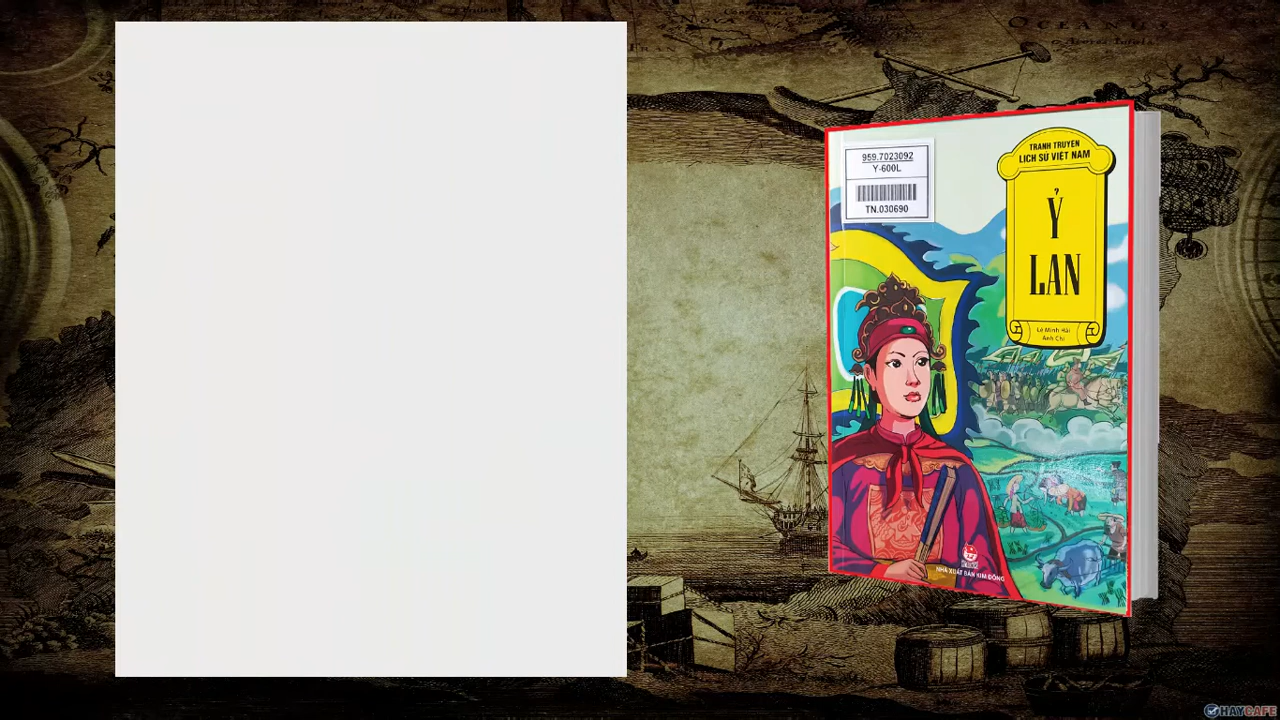 OCEANUS
959.7023092
Y-600L
TN.030690
TRANH TRUYỆN
LỊCH SỬ VIỆT NAM
Ỷ
LAN
Lê Minh Hải
Anh Chi
NHÀ XUẤT BẢN KIM ĐỒNG
HAYCAFE